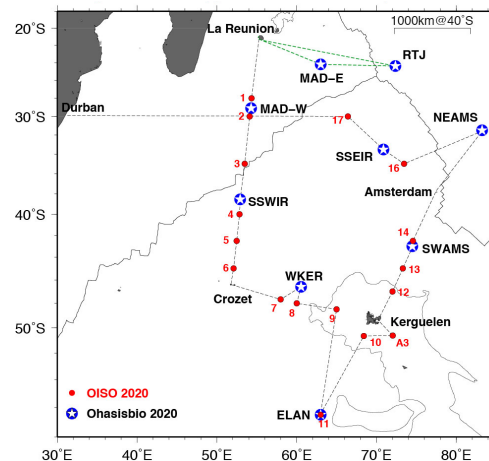 1000km@40°S
20°S
La Reunion
RTJ
MAD-E
1
MAD-W
NEAMS
Durban
2
17
30°S
SSEIR
3
16
SSWIR
Amsterdam
4
14
40°S
5
SWAMS
6
13
WKER
12
Crozet
7
8
9
Kerguelen
50°S
10
A3
OISO 2020
Ohasisbio 2020
ELAN
11
30°E
40°E
50°E
60°E
70°E
80°E